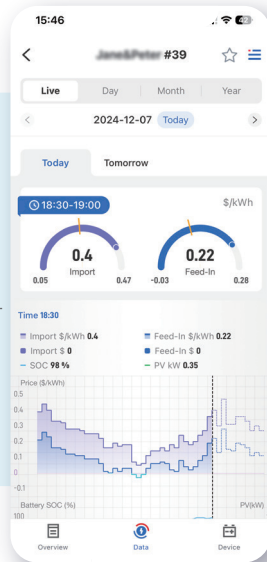 15:46
#39
Live Day Month Year
2024-12-07 Today
Today Tomorrow
18:30-19:00 $/kWh
0.4 0.22
Import Feed-In
0.05 0.47 -0.03 0.28
Time 18:30
Import $/kWh 0.4 Feed-In $/kWh 0.22
Import $ 0 Feed-In $ 0
SOC 98 % PV kW 0.35
Price ($/kWh)
0.5
0.4
0.3
0.2
0.1
0
-0.1
Battery SOC (%) PV(kW)
100
Overview Data Device